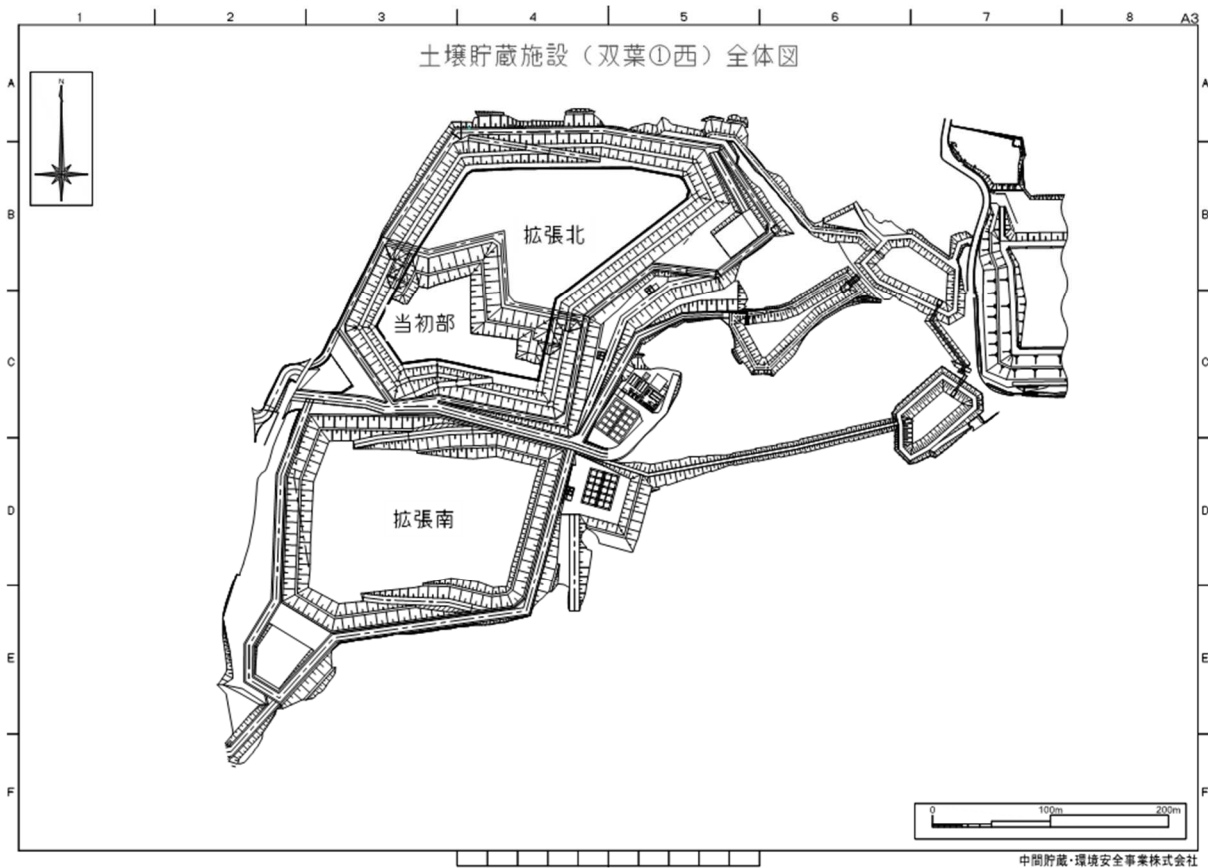 1 2 3 4 5 6 7 8 A3
土壌貯蔵施設（双葉①西）全体図
A A
N
B B
拡張北
当初部
C C
D D
拡張南
E E
F F
0 100m 200m
中間貯蔵・環境安全事業株式会社